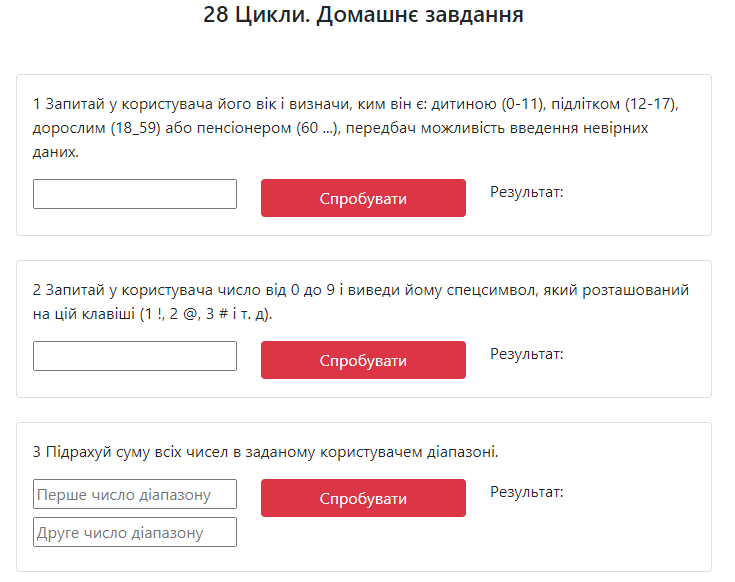 28 Цикли. Домашнє завдання
1 Запитай у користувача його вік і визначи, ким він є: дитиною (0-11), підлітком (12-17),
дорослим (18_59) або пенсіонером (60 ...), передбач можливість введення невірних
даних.
Спробувати
Результат:
2 Запитай у користувача число від 0 до 9 і виведи йому спецсимвол, який розташований
на цій клавіші (1 !, 2 @, 3 # і т. д).
Спробувати
Результат:
3 Підрахуй суму всіх чисел в заданому користувачем діапазоні.
Перше число діапазону
Спробувати
Результат:
Друге число діапазону